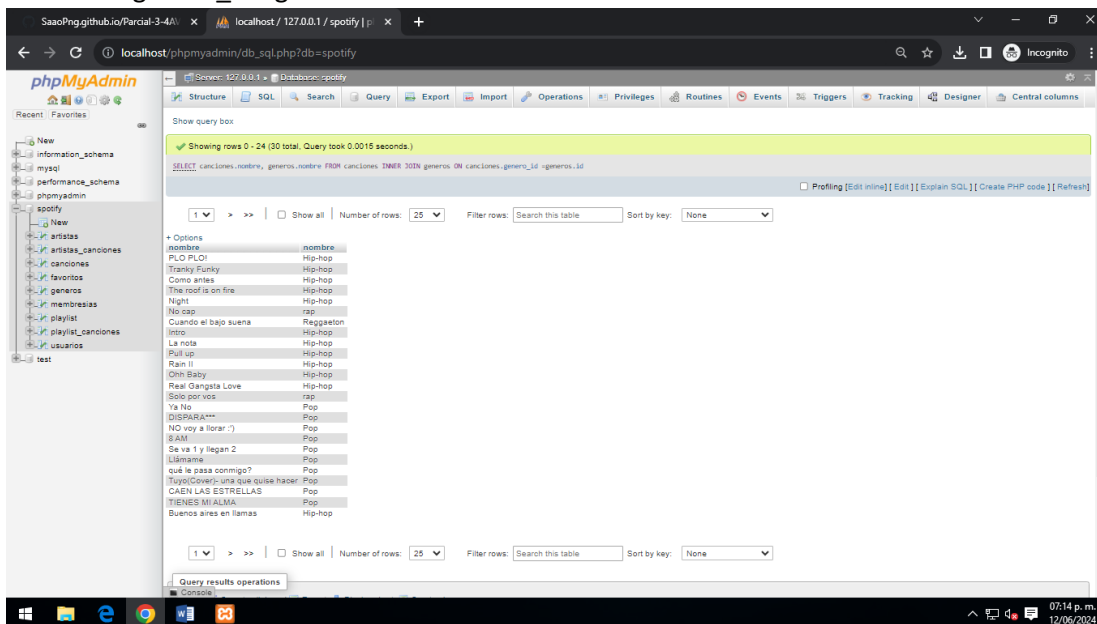 SaaoPng.github.io/Parcial-3-4AV
localhost / 127.0.0.1 / spotify | p
localhost/phpmyadmin/db_sql.php?db=spotify
Incognito
phpMyAdmin
Recent Favorites
New
information_schema
mysql
performance_schema
phpmyadmin
spotify
New
artistas
artistas_canciones
canciones
favoritos
generos
membresias
playlist
playlist_canciones
usuarios
test
Server: 127.0.0.1 » Database: spotify
Structure SQL Search Query Export Import Operations Privileges Routines Events Triggers Tracking Designer Central columns
Show query box
Showing rows 0 - 24 (30 total, Query took 0.0015 seconds.)
SELECT canciones.nombre, generos.nombre FROM canciones INNER JOIN generos ON canciones.genero_id =generos.id
Profiling [Edit inline] [ Edit ] [ Explain SQL ] [ Create PHP code ] [ Refresh]
1 > >> Show all Number of rows: 25 Filter rows: Search this table Sort by key: None
+ Options
nombre nombre
PLO PLO! Hip-hop
Tranky Funky Hip-hop
Como antes Hip-hop
The roof is on fire Hip-hop
Night Hip-hop
No cap rap
Cuando el bajo suena Reggaeton
Intro Hip-hop
La nota Hip-hop
Pull up Hip-hop
Rain II Hip-hop
Ohh Baby Hip-hop
Real Gangsta Love Hip-hop
Solo por vos rap
Ya No Pop
DISPARA*** Pop
NO voy a llorar :') Pop
8 AM Pop
Se va 1 y llegan 2 Pop
Llámame Pop
qué le pasa conmigo? Pop
Tuyo(Cover)- una que quise hacer Pop
CAEN LAS ESTRELLAS Pop
TIENES MI ALMA Pop
Buenos aires en llamas Hip-hop
1 > >> Show all Number of rows: 25 Filter rows: Search this table Sort by key: None
Query results operations
Console
07:14 p. m.
12/06/2024